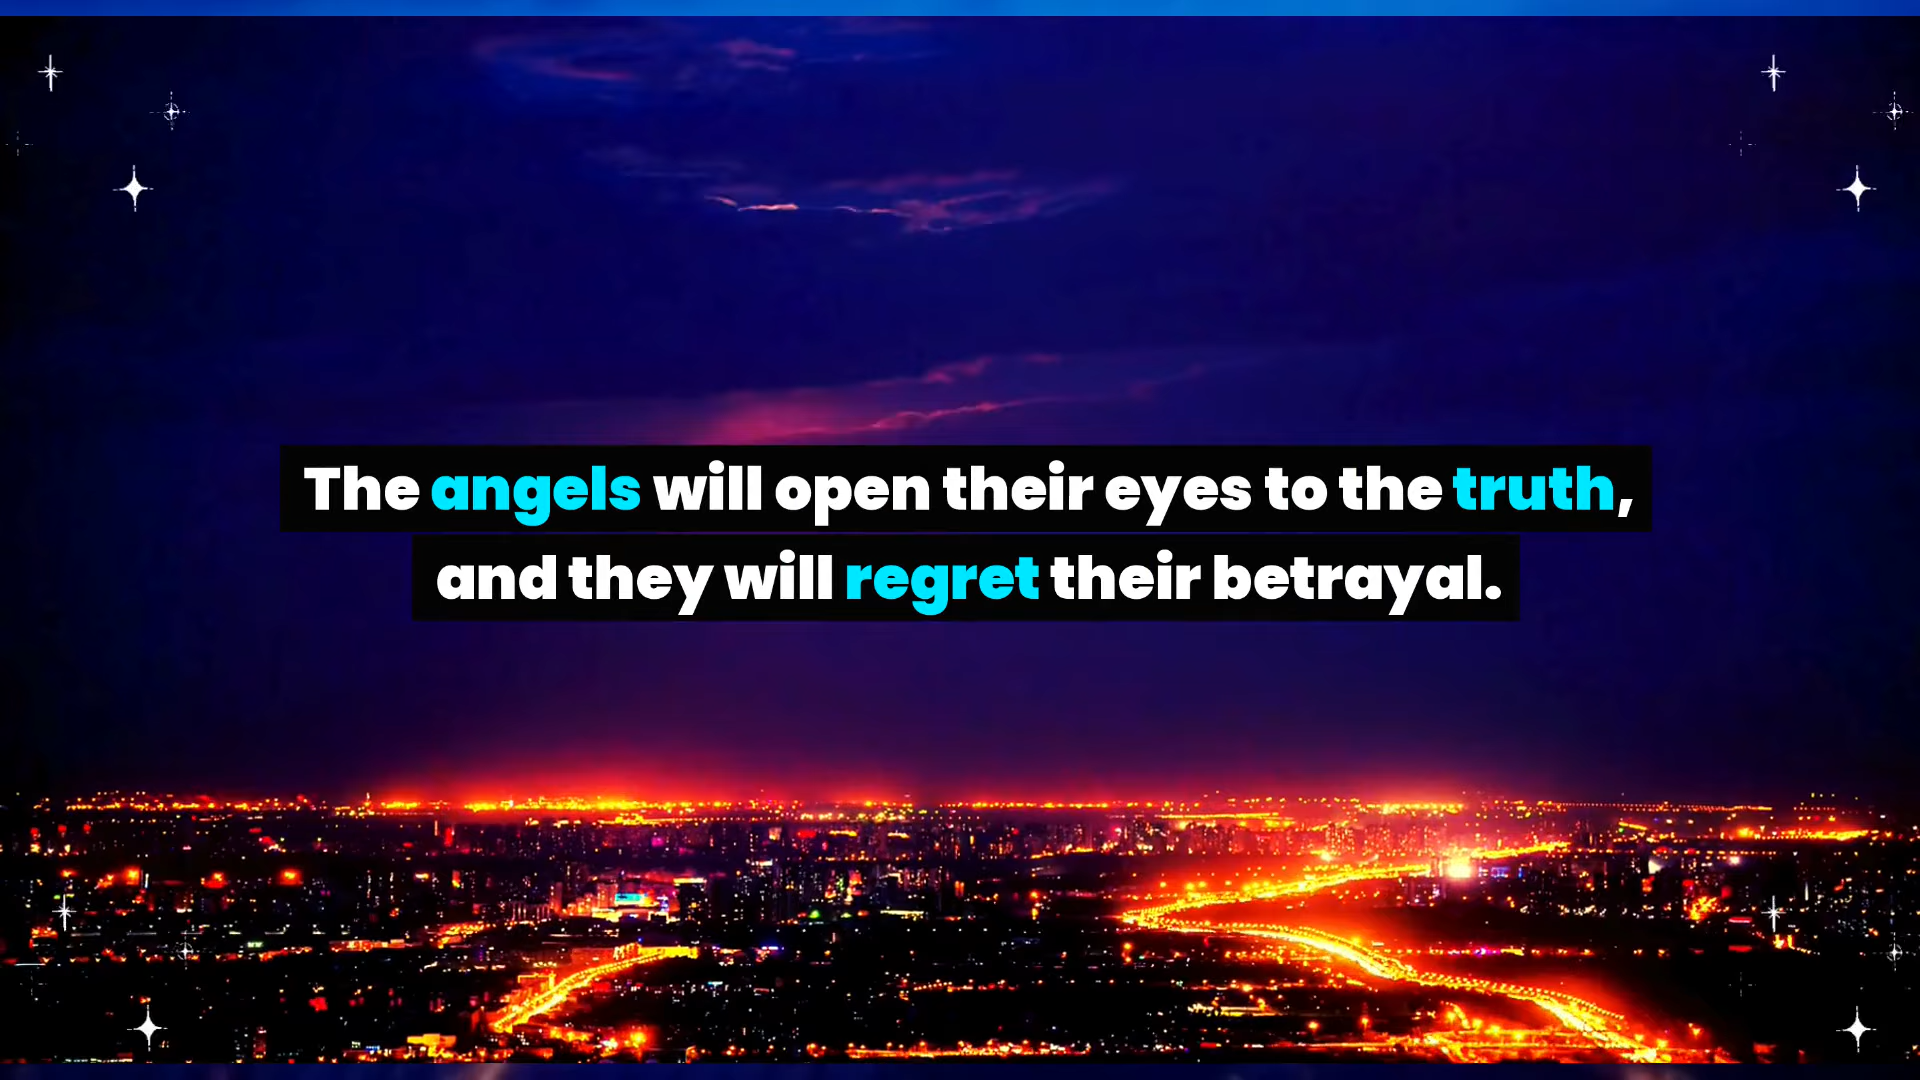 The angels will open their eyes to the truth,
and they will regret their betrayal.